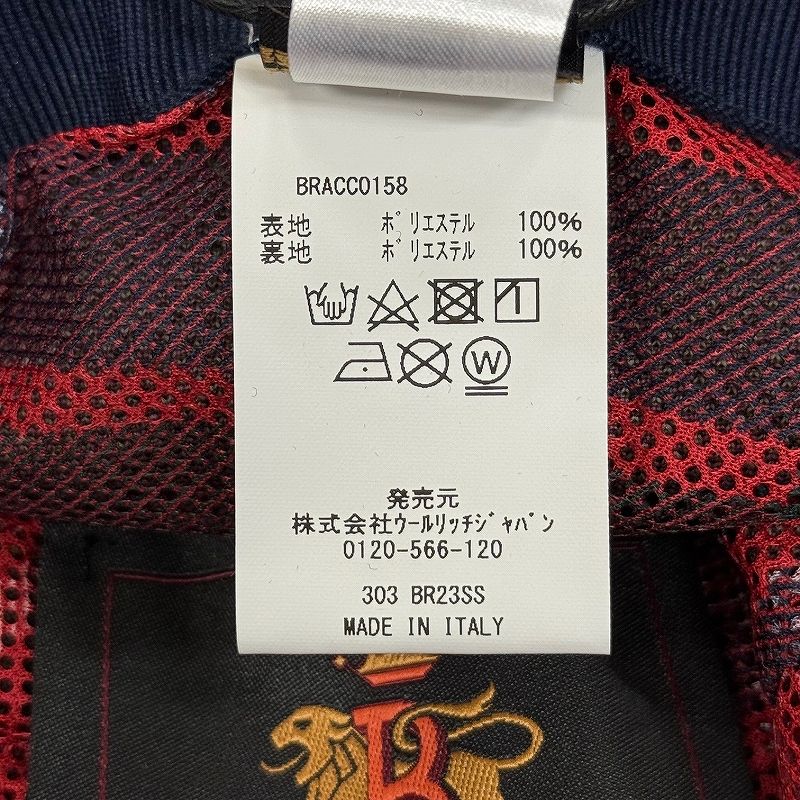 BRACC0158
表地 ポリエステル 100%
裏地 ポリエステル 100%
W
発売元
株式会社ウールリッチジャパン
0120-566-120
303 BR23SS
MADE IN ITALY